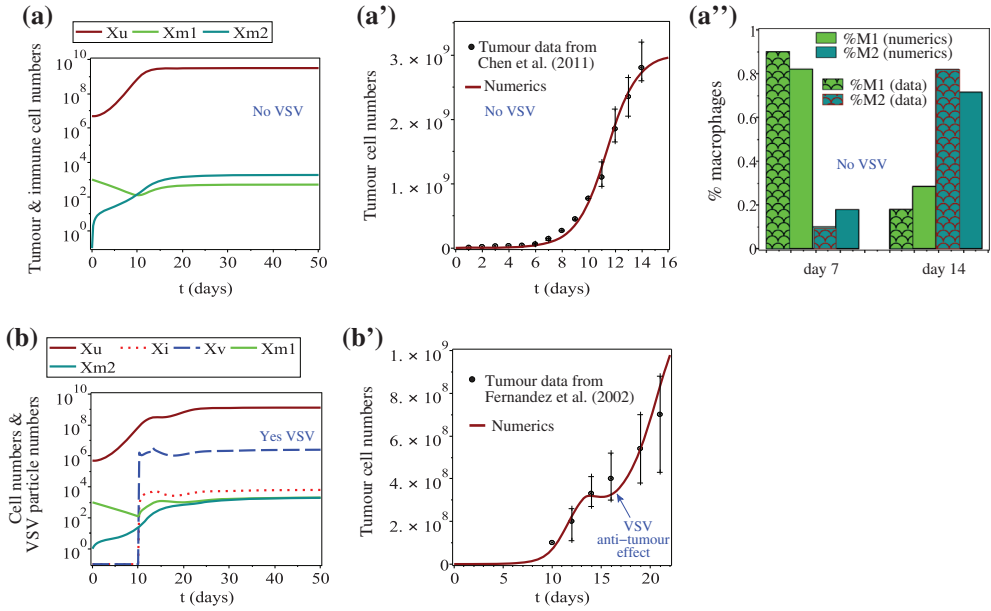 (a)
Xu Xm1 Xm2
Tumour & immune cell numbers
10^10
10^8
10^6
10^4
10^2
10^0
No VSV
0 10 20 30 40 50
t (days)
(a')
Tumour cell numbers
3. × 10^9
2. × 10^9
1. × 10^9
0
Tumour data from
Chen et al. (2011)
Numerics
No VSV
0 2 4 6 8 10 12 14 16
t (days)
(a'')
% macrophages
1
0.8
0.6
0.4
0.2
0
%M1 (numerics)
%M2 (numerics)
%M1 (data)
%M2 (data)
No VSV
day 7 day 14
(b)
Xu Xi Xv Xm1
Xm2
Cell numbers &
VSV particle numbers
10^10
10^8
10^6
10^4
10^2
10^0
Yes VSV
0 10 20 30 40 50
t (days)
(b')
Tumour cell numbers
1. × 10^9
8. × 10^8
6. × 10^8
4. × 10^8
2. × 10^8
0
Tumour data from
Fernandez et al. (2002)
Numerics
VSV
anti-tumour
effect
0 5 10 15 20
t (days)